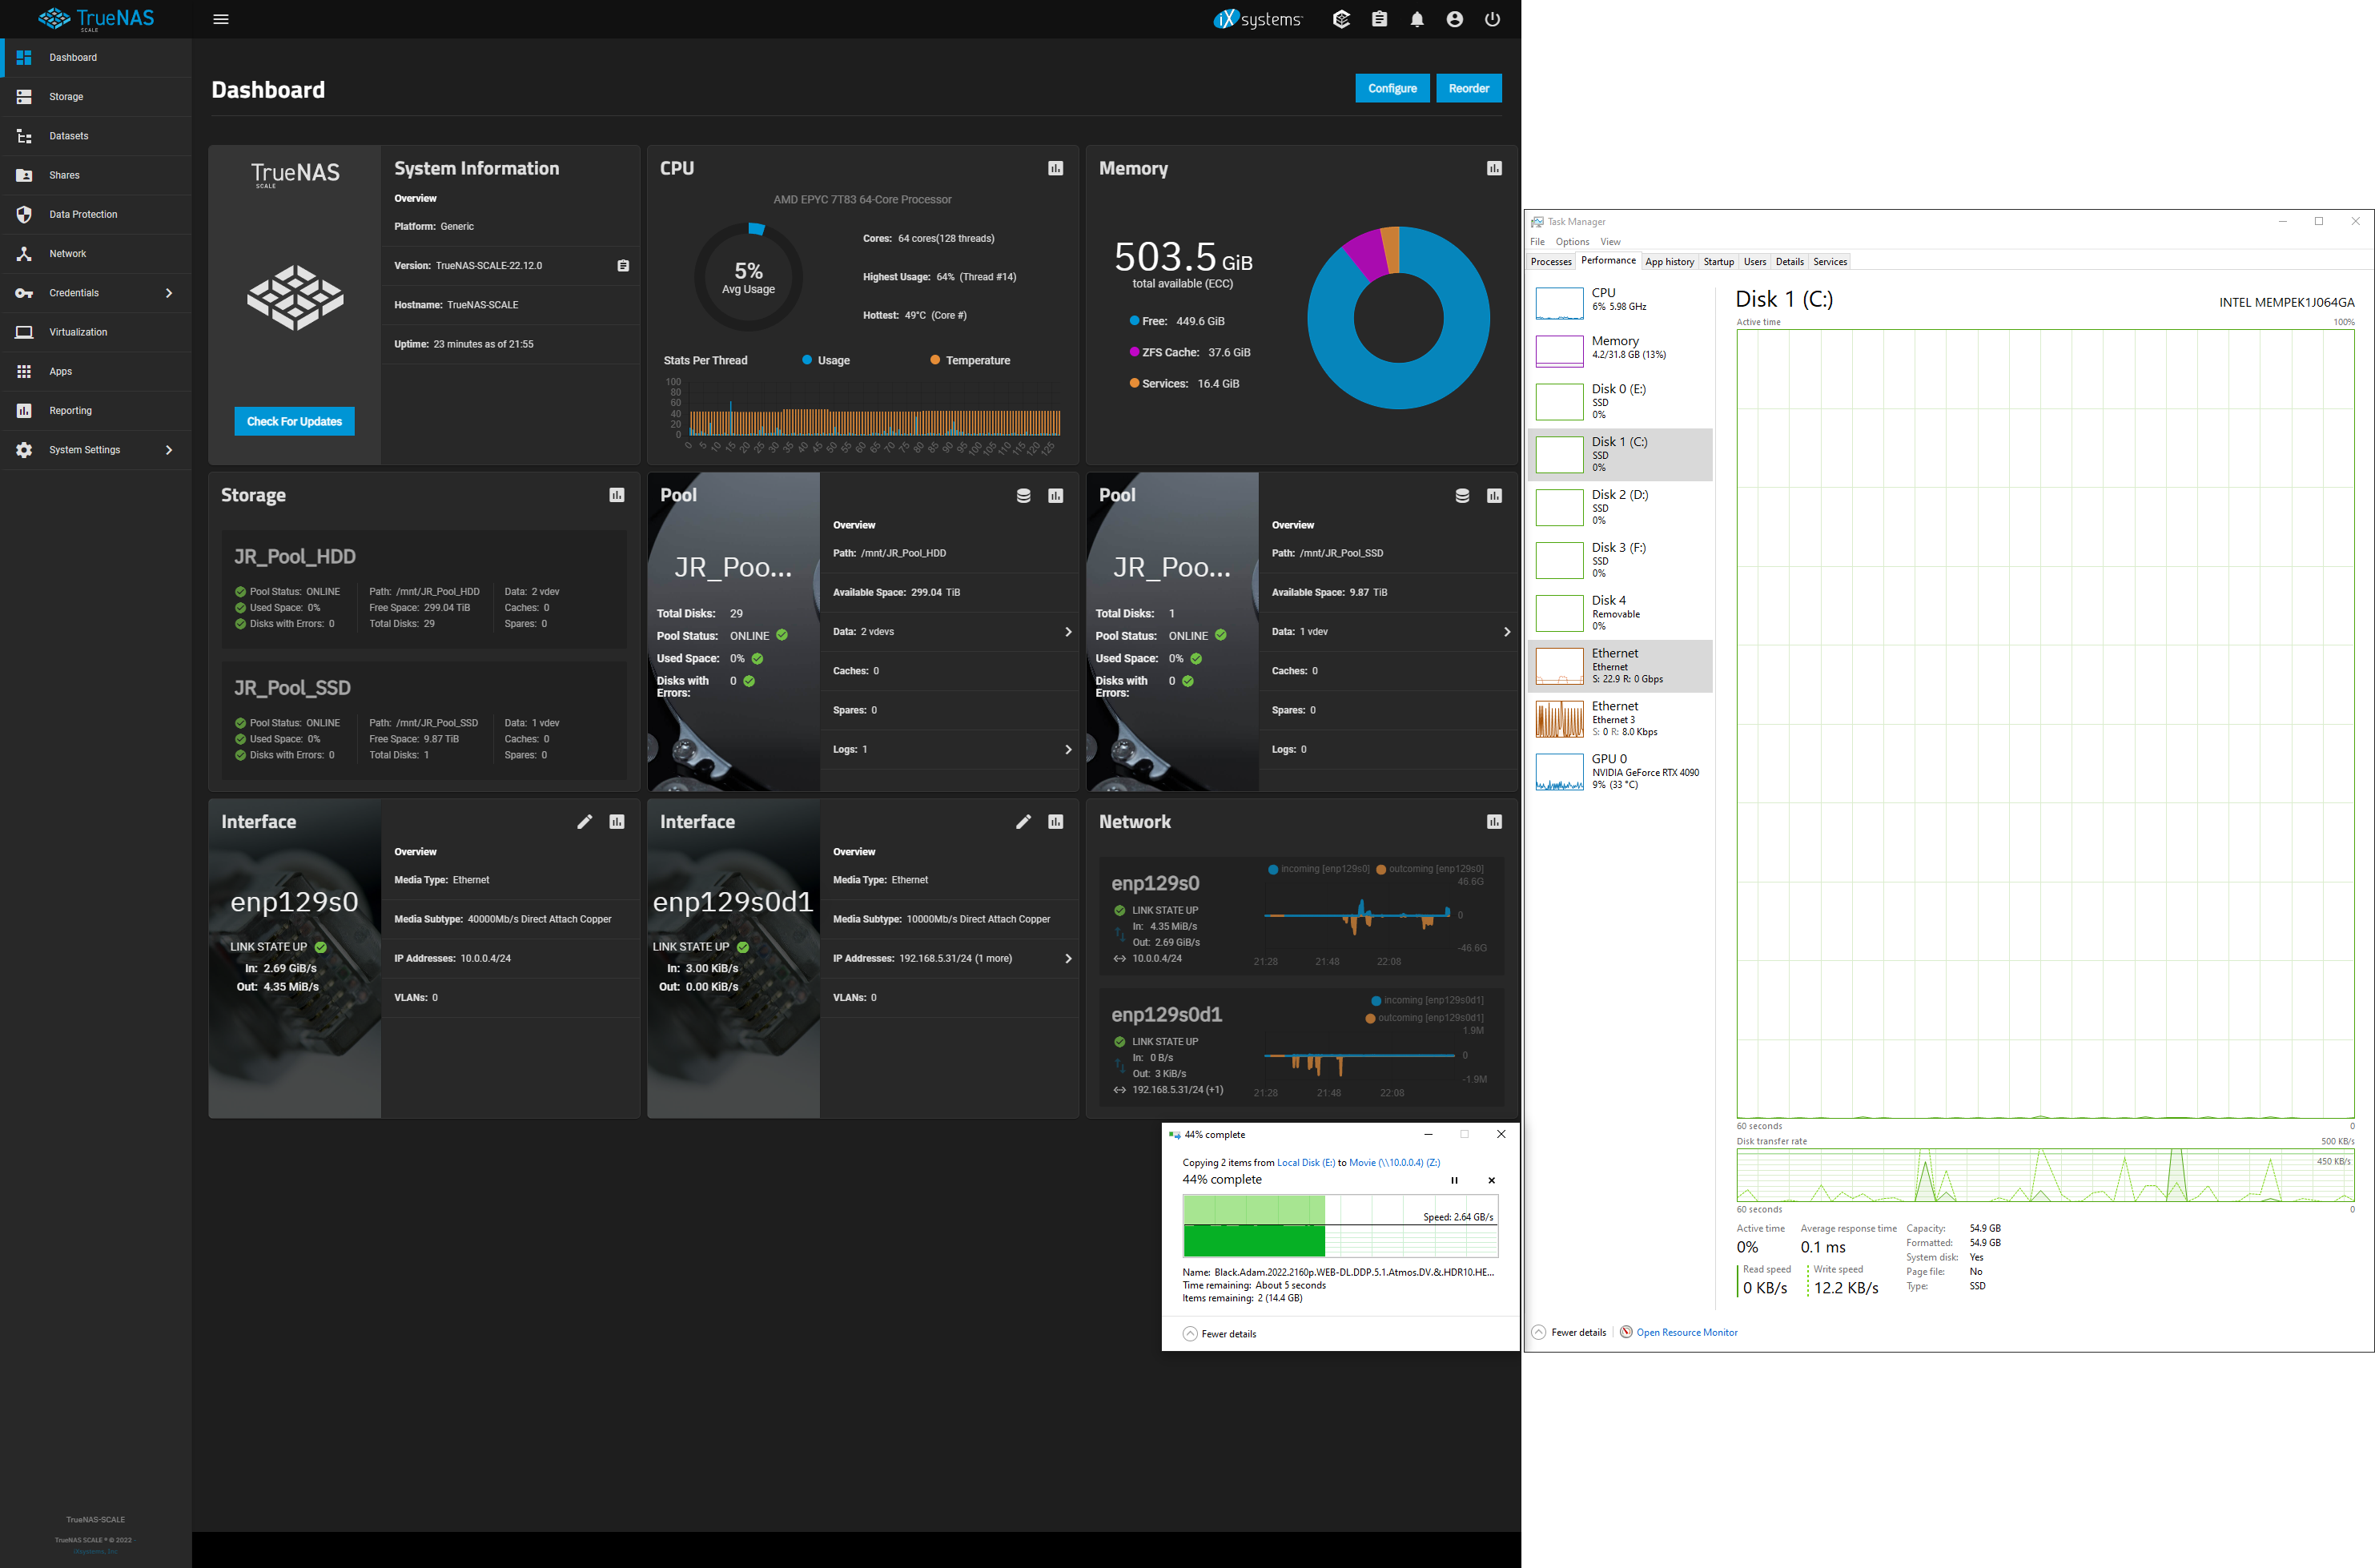 TrueNAS
SCALE
iXsystems
Dashboard
Storage
Datasets
Shares
Data Protection
Network
Credentials
Virtualization
Apps
Reporting
System Settings
TrueNAS-SCALE
TrueNAS SCALE ® © 2022 -
Dashboard
Configure
Reorder
TrueNAS
SCALE
Check For Updates
System Information
Overview
Platform: Generic
Version: TrueNAS-SCALE-22.12.0
Hostname: TrueNAS-SCALE
Uptime: 23 minutes as of 21:55
CPU
AMD EPYC 7T83 64-Core Processor
5%
Avg Usage
Cores: 64 cores(128 threads)
Highest Usage: 64% (Thread #14)
Hottest: 49°C (Core #)
Stats Per Thread
Usage
Temperature
100
80
60
40
20
0
0 5 10 15 20 25 30 35 40 45 50 55 60 65 70 75 80 85 90 95 100 105 110 115 120 125
Memory
503.5 GiB
total available (ECC)
Free: 449.6 GiB
ZFS Cache: 37.6 GiB
Services: 16.4 GiB
Storage
JR_Pool_HDD
Pool Status: ONLINE Path: /mnt/JR_Pool_HDD Data: 2 vdev
Used Space: 0% Free Space: 299.04 TiB Caches: 0
Disks with Errors: 0 Total Disks: 29 Spares: 0
JR_Pool_SSD
Pool Status: ONLINE Path: /mnt/JR_Pool_SSD Data: 1 vdev
Used Space: 0% Free Space: 9.87 TiB Caches: 0
Disks with Errors: 0 Total Disks: 1 Spares: 0
Pool
JR_Poo...
Total Disks: 29
Pool Status: ONLINE
Used Space: 0%
Disks with Errors: 0
Overview
Path: /mnt/JR_Pool_HDD
Available Space: 299.04 TiB
Data: 2 vdevs
Caches: 0
Spares: 0
Logs: 1
Pool
JR_Poo...
Total Disks: 1
Pool Status: ONLINE
Used Space: 0%
Disks with Errors: 0
Overview
Path: /mnt/JR_Pool_SSD
Available Space: 9.87 TiB
Data: 1 vdev
Caches: 0
Spares: 0
Logs: 0
Interface
enp129s0
LINK STATE UP
In: 2.69 GiB/s
Out: 4.35 MiB/s
Overview
Media Type: Ethernet
Media Subtype: 40000Mb/s Direct Attach Copper
IP Addresses: 10.0.0.4/24
VLANs: 0
Interface
enp129s0d1
LINK STATE UP
In: 3.00 KiB/s
Out: 0.00 KiB/s
Overview
Media Type: Ethernet
Media Subtype: 10000Mb/s Direct Attach Copper
IP Addresses: 192.168.5.31/24 (1 more)
VLANs: 0
Network
enp129s0
LINK STATE UP
In: 4.35 MiB/s
Out: 2.69 GiB/s
10.0.0.4/24
incoming [enp129s0] outcoming [enp129s0]
46.6G
0
-46.6G
21:28 21:48 22:08
enp129s0d1
LINK STATE UP
In: 0 B/s
Out: 3 KiB/s
192.168.5.31/24 (+1)
incoming [enp129s0d1]
outcoming [enp129s0d1]
1.9M
0
-1.9M
21:28 21:48 22:08
44% complete
Copying 2 items from Local Disk (E:) to Movie (\\10.0.0.4) (Z:)
44% complete
Speed: 2.64 GB/s
Name: Black.Adam.2022.2160p.WEB-DL.DDP.5.1.Atmos.DV.&.HDR10.HE...
Time remaining: About 5 seconds
Items remaining: 2 (14.4 GB)
Fewer details
Task Manager
File Options View
Processes Performance App history Startup Users Details Services
CPU
6% 5.98 GHz
Memory
4.2/31.8 GB (13%)
Disk 0 (E:)
SSD
0%
Disk 1 (C:)
SSD
0%
Disk 2 (D:)
SSD
0%
Disk 3 (F:)
SSD
0%
Disk 4
Removable
0%
Ethernet
Ethernet
S: 22.9 R: 0 Gbps
Ethernet
Ethernet 3
S: 0 R: 8.0 Kbps
GPU 0
NVIDIA GeForce RTX 4090
9% (33 °C)
Disk 1 (C:)
INTEL MEMPEK1J064GA
Active time 100%
60 seconds 0
Disk transfer rate 500 KB/s
450 KB/s
60 seconds 0
Active time
0%
Average response time
0.1 ms
Read speed
0 KB/s
Write speed
12.2 KB/s
Capacity: 54.9 GB
Formatted: 54.9 GB
System disk: Yes
Page file: No
Type: SSD
Fewer details
Open Resource Monitor